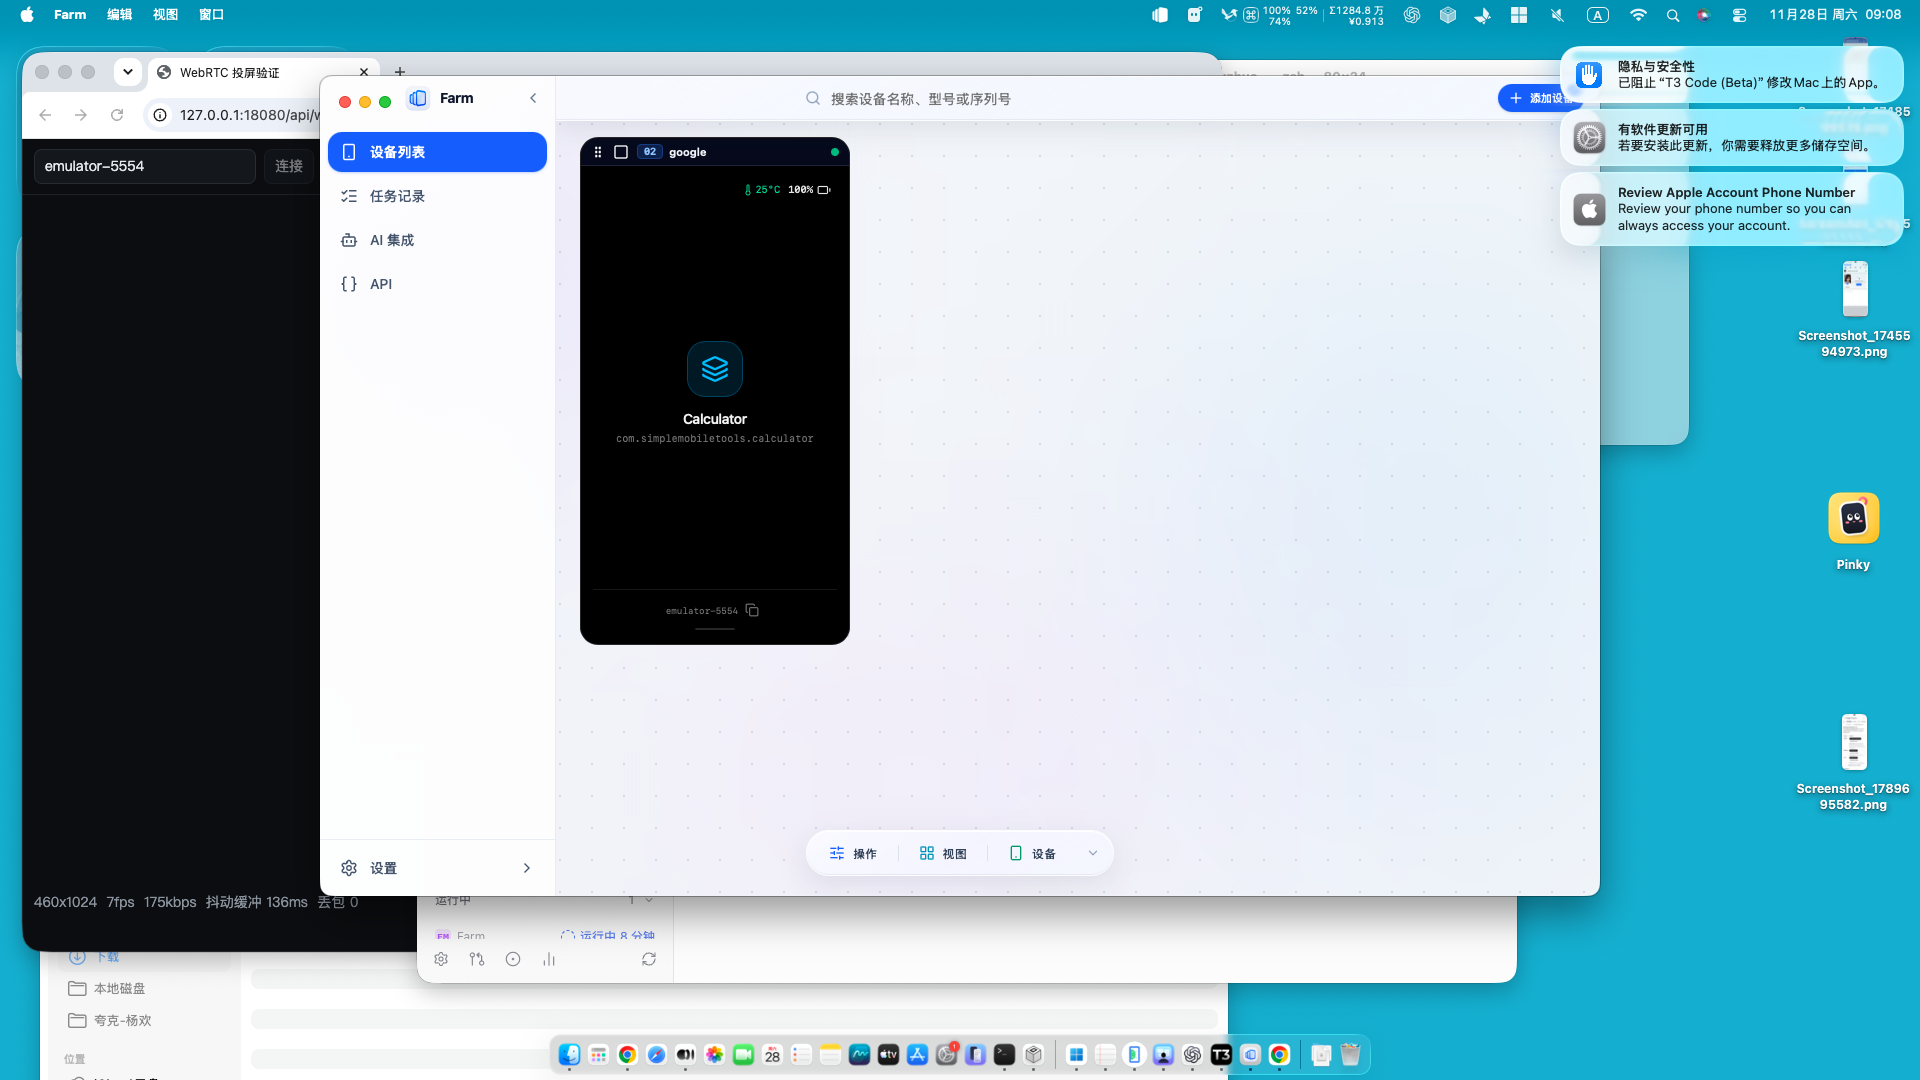 Farm 编辑 视图 窗口
100% 52% Σ1284.8 万
74% ¥0.913
A
11月28日 周六 09:08
WebRTC 投屏验证
127.0.0.1:18080/api/
emulator-5554
连接
460x1024 7fps 175kbps 抖动缓冲 136ms 丢包 0
Farm
设备列表
任务记录
AI 集成
API
设置
搜索设备名称、型号或序列号
添加设备
02 google
25°C 100%
Calculator
com.simplemobiletools.calculator
emulator-5554
操作 视图 设备
隐私与安全性
已阻止 “T3 Code (Beta)” 修改 Mac 上的 App。
有软件更新可用
若要安装此更新，你需要释放更多储存空间。
Review Apple Account Phone Number
Review your phone number so you can
always access your account.
Screenshot_17455
94973.png
Pinky
Screenshot_17896
95582.png
运行中 1
FM Farm 运行中 8 分钟
下载
本地磁盘
夸克-杨欢
位置
tv
28
1
T3